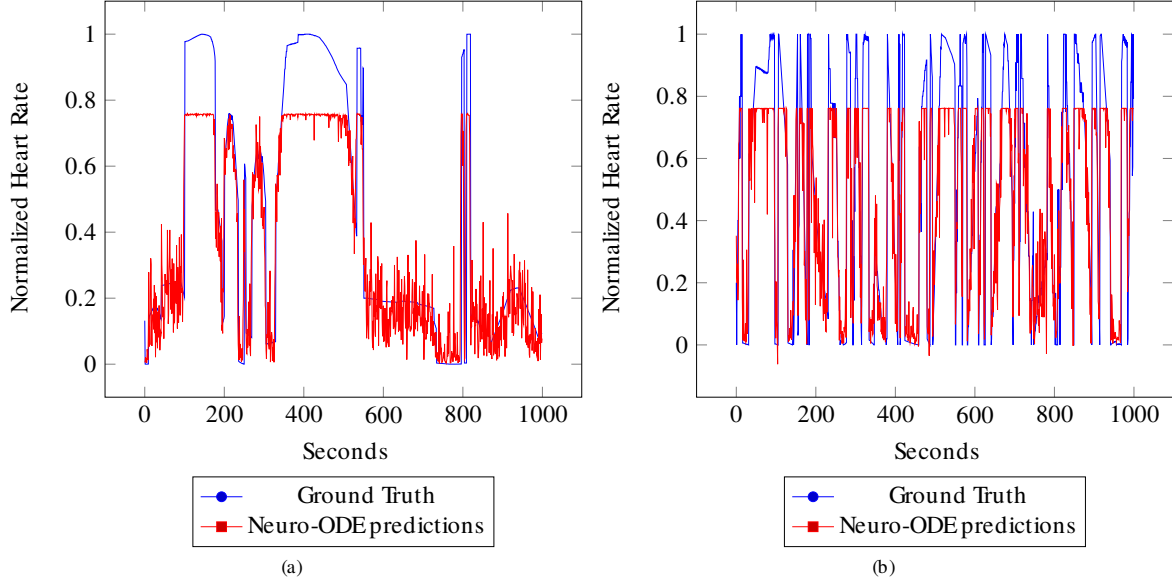 1
0.8
0.6
0.4
0.2
0
Normalized Heart Rate
0 200 400 600 800 1000
Seconds
Ground Truth
Neuro-ODE predictions
(a)
1
0.8
0.6
0.4
0.2
0
Normalized Heart Rate
0 200 400 600 800 1000
Seconds
Ground Truth
Neuro-ODE predictions
(b)